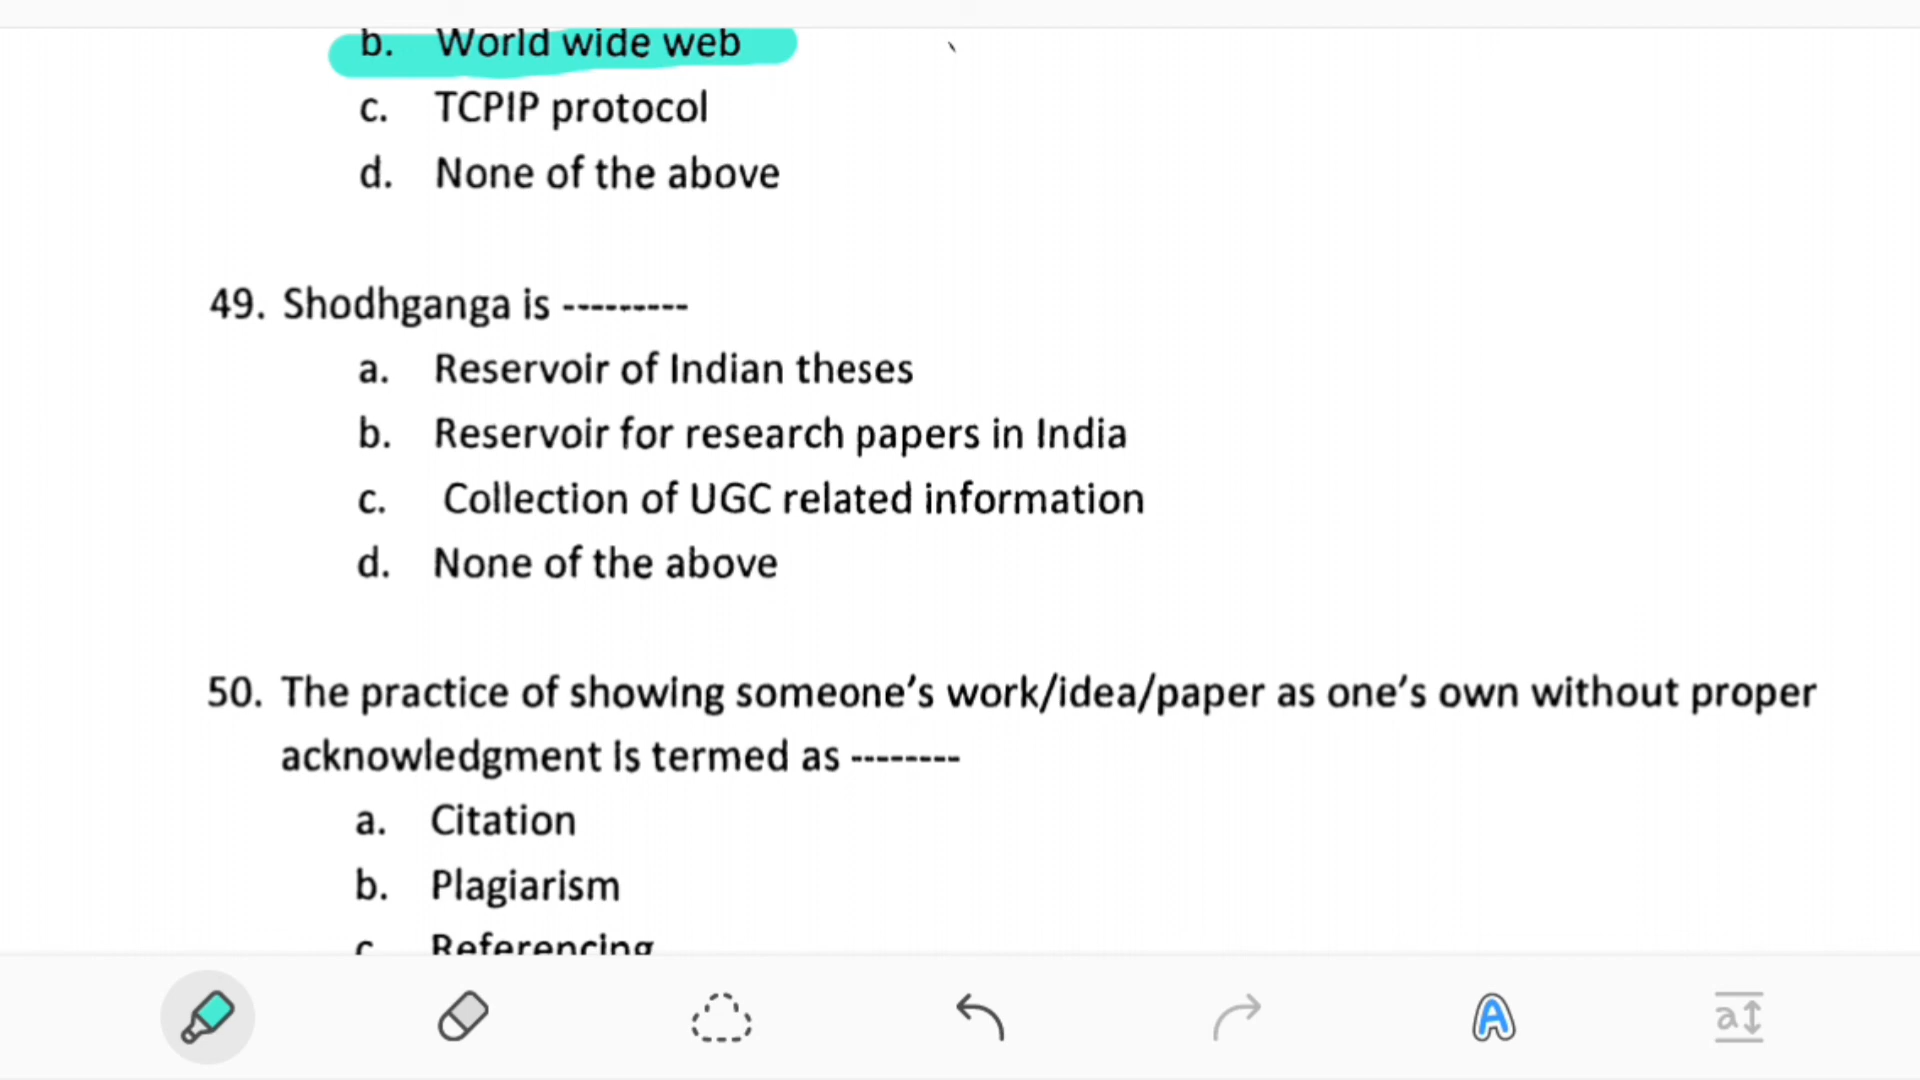 b. World wide web
c. TCPIP protocol
d. None of the above
49. Shodhganga is ---------
a. Reservoir of Indian theses
b. Reservoir for research papers in India
c. Collection of UGC related information
d. None of the above
50. The practice of showing someone's work/idea/paper as one's own without proper
acknowledgment is termed as --------
a. Citation
b. Plagiarism
c Referencing
A
a